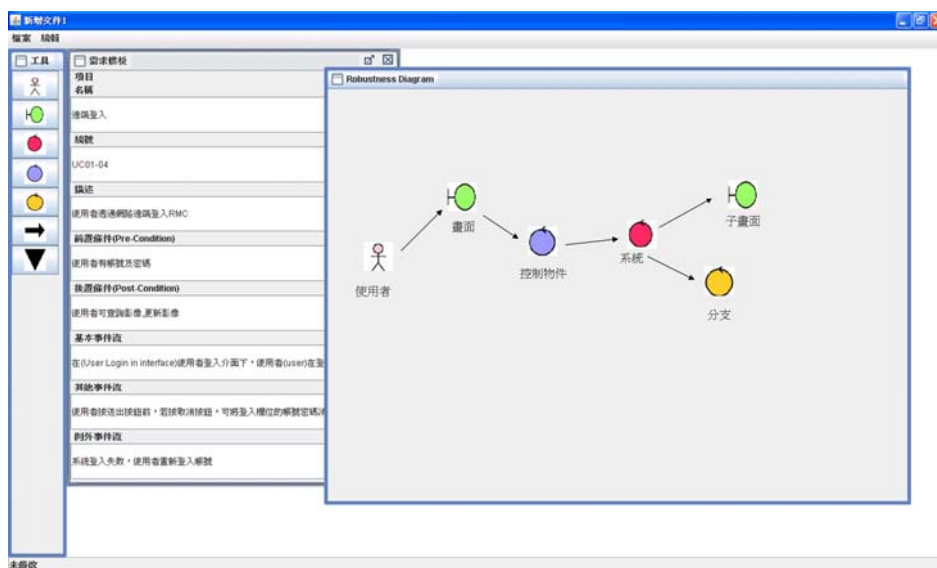 新增文件1
檔案 編輯
工具
需求樣板
項目
名稱
遠端登入
編號
UC01-04
描述
使用者透過網路遠端登入RMC
前置條件(Pre-Condition)
使用者有帳號及密碼
後置條件(Post-Condition)
使用者可查詢影像,更新影像
基本事件流
在(User Login in interface)使用者登入介面下,使用者(user)在登
其他事件流
使用者按送出按鈕前,若按取消按鈕,可將登入欄位的帳號密碼
例外事件流
系統登入失敗,使用者重新登入帳號
Robustness Diagram
畫面
子畫面
系統
控制物件
使用者
分支